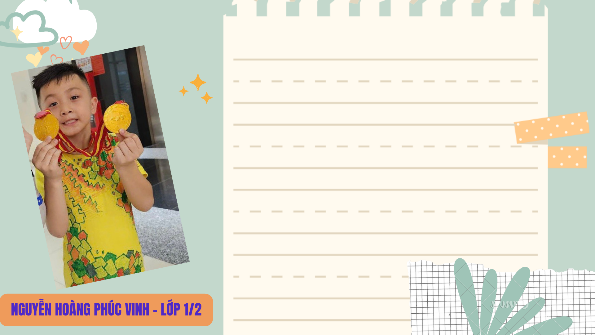 NGUYỄN HOÀNG PHÚC VINH - LỚP 1/2